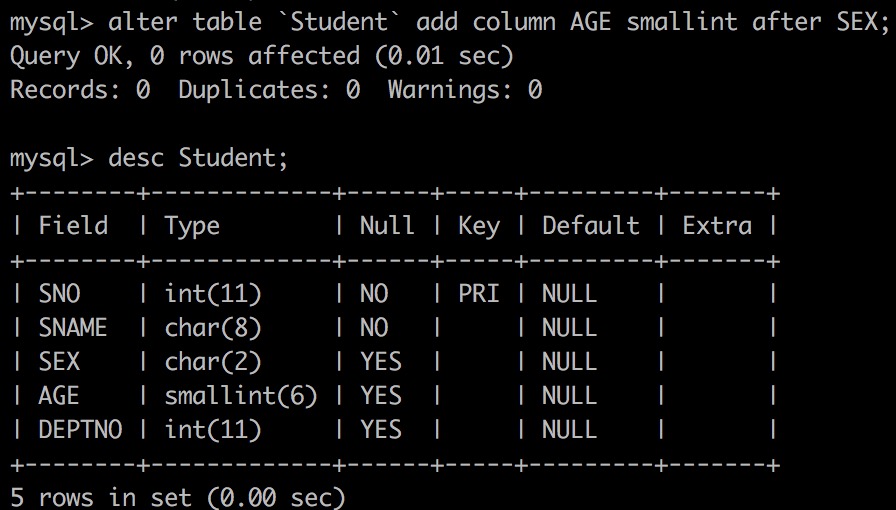 mysql> alter table `Student` add column AGE smallint after SEX;
Query OK, 0 rows affected (0.01 sec)
Records: 0  Duplicates: 0  Warnings: 0

mysql> desc Student;
+--------+-------------+------+-----+---------+-------+
| Field  | Type        | Null | Key | Default | Extra |
+--------+-------------+------+-----+---------+-------+
| SNO    | int(11)     | NO   | PRI | NULL    |       |
| SNAME  | char(8)     | NO   |     | NULL    |       |
| SEX    | char(2)     | YES  |     | NULL    |       |
| AGE    | smallint(6) | YES  |     | NULL    |       |
| DEPTNO | int(11)     | YES  |     | NULL    |       |
+--------+-------------+------+-----+---------+-------+
5 rows in set (0.00 sec)